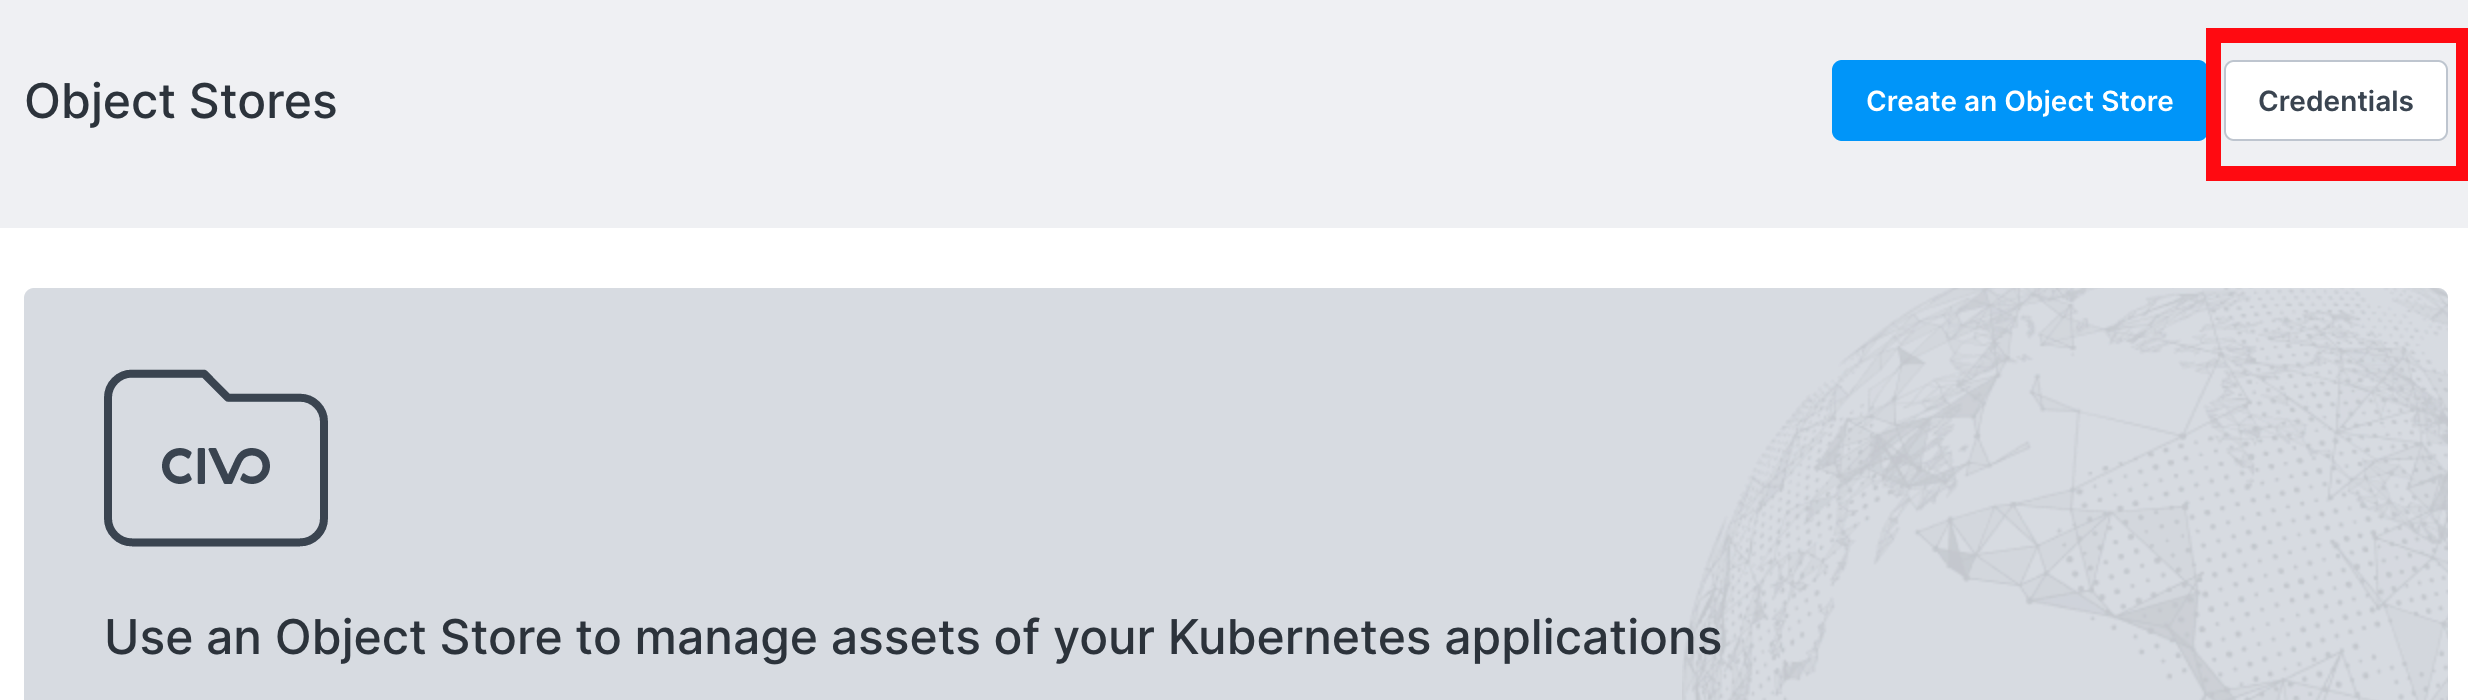 Object Stores
Create an Object Store
Credentials
CIVO
Use an Object Store to manage assets of your Kubernetes applications